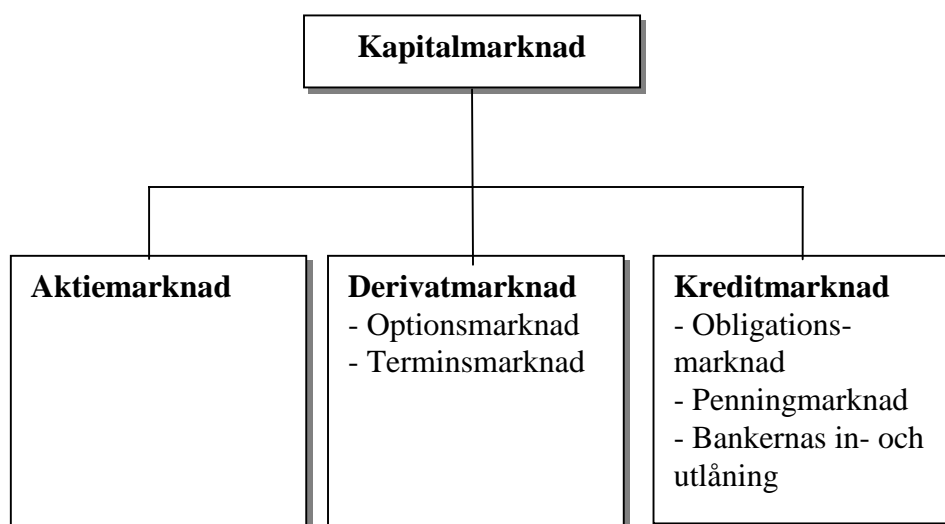 Kapitalmarknad
Aktiemarknad
Derivatmarknad
- Optionsmarknad
- Terminsmarknad
Kreditmarknad
- Obligations-
marknad
- Penningmarknad
- Bankernas in- och
utlåning